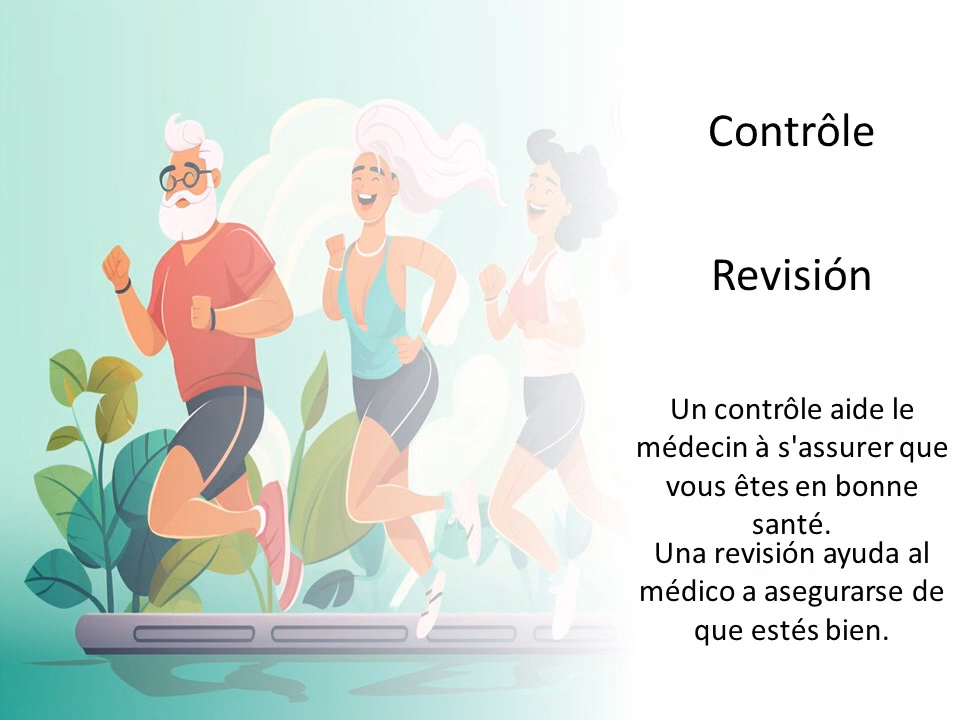 Contrôle
Revisión
Un contrôle aide le
médecin à s'assurer que
vous êtes en bonne
santé.
Una revisión ayuda al
médico a asegurarse de
que estés bien.